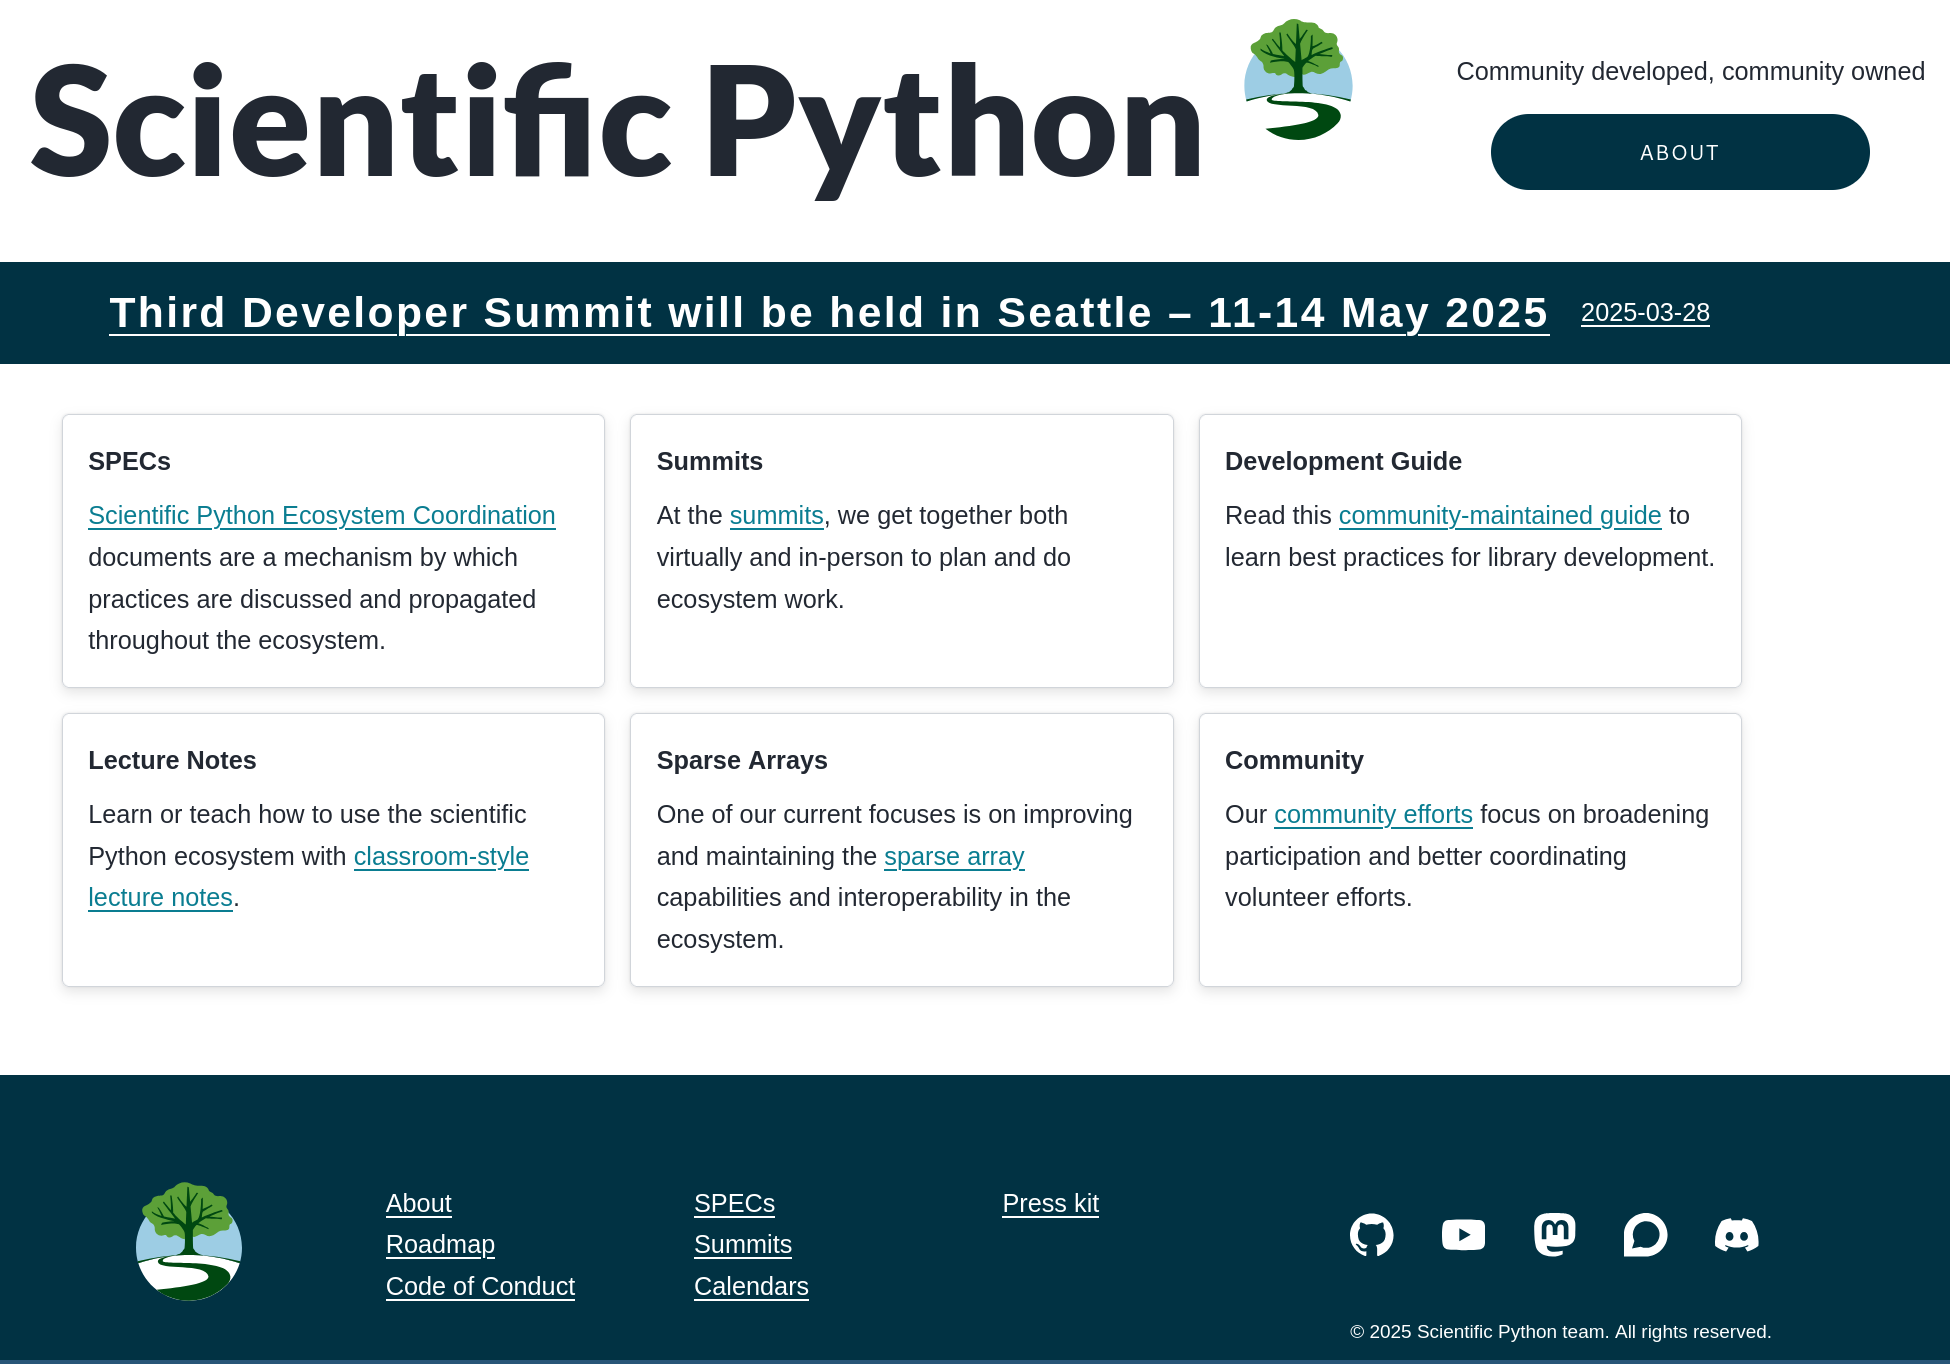 Scientific Python
Community developed, community owned
ABOUT
Third Developer Summit will be held in Seattle – 11-14 May 2025 2025-03-28
SPECs
Scientific Python Ecosystem Coordination
documents are a mechanism by which
practices are discussed and propagated
throughout the ecosystem.
Summits
At the summits, we get together both
virtually and in-person to plan and do
ecosystem work.
Development Guide
Read this community-maintained guide to
learn best practices for library development.
Lecture Notes
Learn or teach how to use the scientific
Python ecosystem with classroom-style
lecture notes.
Sparse Arrays
One of our current focuses is on improving
and maintaining the sparse array
capabilities and interoperability in the
ecosystem.
Community
Our community efforts focus on broadening
participation and better coordinating
volunteer efforts.
About
Roadmap
Code of Conduct
SPECs
Summits
Calendars
Press kit
© 2025 Scientific Python team. All rights reserved.